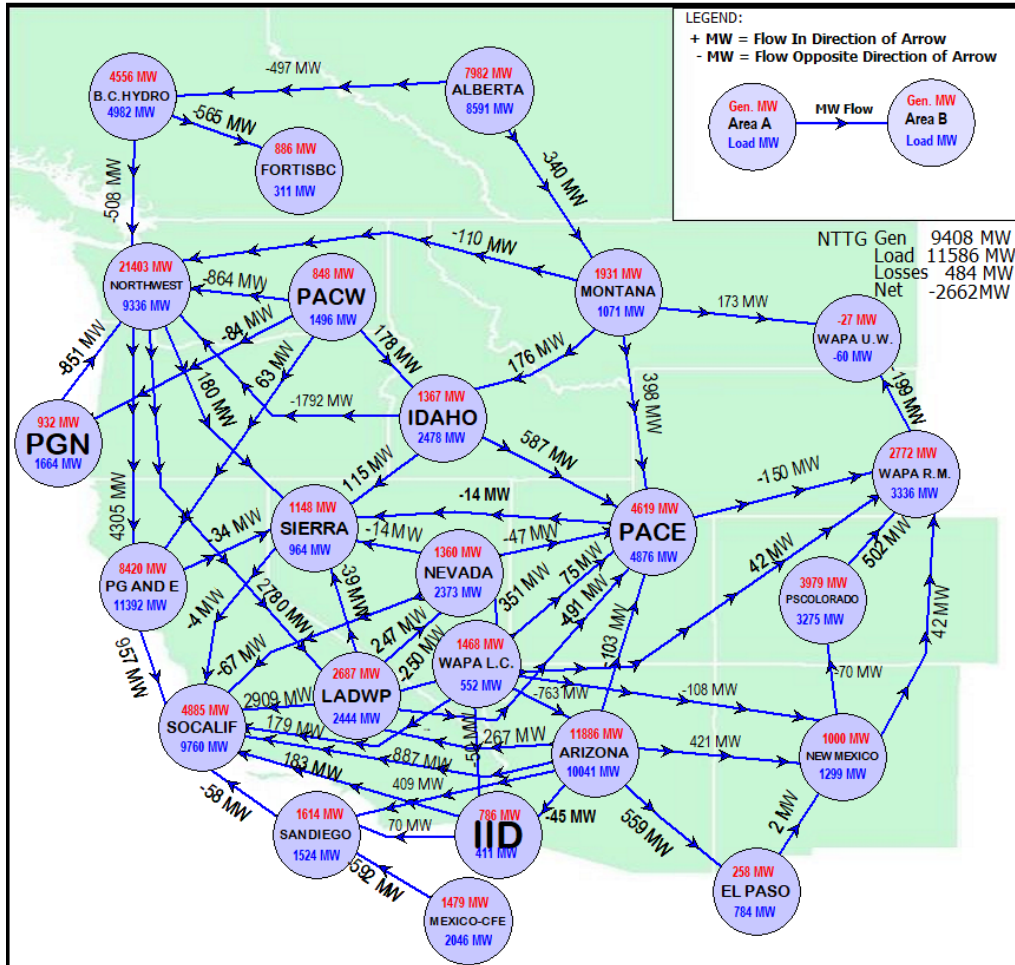 LEGEND:
+ MW = Flow In Direction of Arrow
- MW = Flow Opposite Direction of Arrow
Gen. MW
Area A
Load MW
MW Flow
Gen. MW
Area B
Load MW
4556 MW
B.C.HYDRO
4982 MW
-497 MW
7982 MW
ALBERTA
8591 MW
-565 MW
886 MW
FORTISBC
311 MW
-340 MW
-508 MW
-110 MW
NTTG Gen 9408 MW
Load 11586 MW
Losses 484 MW
Net -2662MW
21403 MW
NORTHWEST
9336 MW
-864 MW
848 MW
PACW
1496 MW
1931 MW
MONTANA
1071 MW
173 MW
-27 MW
WAPA U.W.
-60 MW
-84 MW
178 MW
176 MW
-851 MW
180 MW
63 MW
398 MW
-199 MW
-1792 MW
1367 MW
IDAHO
2478 MW
932 MW
PGN
1664 MW
587 MW
2772 MW
WAPA R.M.
3336 MW
115 MW
-150 MW
4305 MW
-14 MW
1148 MW
SIERRA
964 MW
4619 MW
PACE
4876 MW
-34 MW
-14 MW
-47 MW
502 MW
8420 MW
PG AND E
11392 MW
1360 MW
NEVADA
2373 MW
351 MW
75 MW
42 MW
3979 MW
PSCOLORADO
3275 MW
-39 MW
491 MW
-4 MW
2780 MW
42 MW
957 MW
-67 MW
247 MW
-250 MW
1468 MW
WAPA L.C.
552 MW
-103 MW
-70 MW
2687 MW
LADWP
2444 MW
-763 MW
-108 MW
4885 MW
SOCALIF
9760 MW
2909 MW
179 MW
267 MW
11886 MW
ARIZONA
10041 MW
421 MW
1000 MW
NEW MEXICO
1299 MW
-887 MW
183 MW
409 MW
-58 MW
1614 MW
SANDIEGO
1524 MW
70 MW
786 MW
IID
411 MW
-45 MW
559 MW
2 MW
-592 MW
258 MW
EL PASO
784 MW
1479 MW
MEXICO-CFE
2046 MW